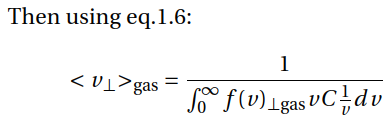 Then using eq.1.6:
< v⊥>gas = 1 / ∫₀^∞ f(v)⊥gas vC 1/v dv